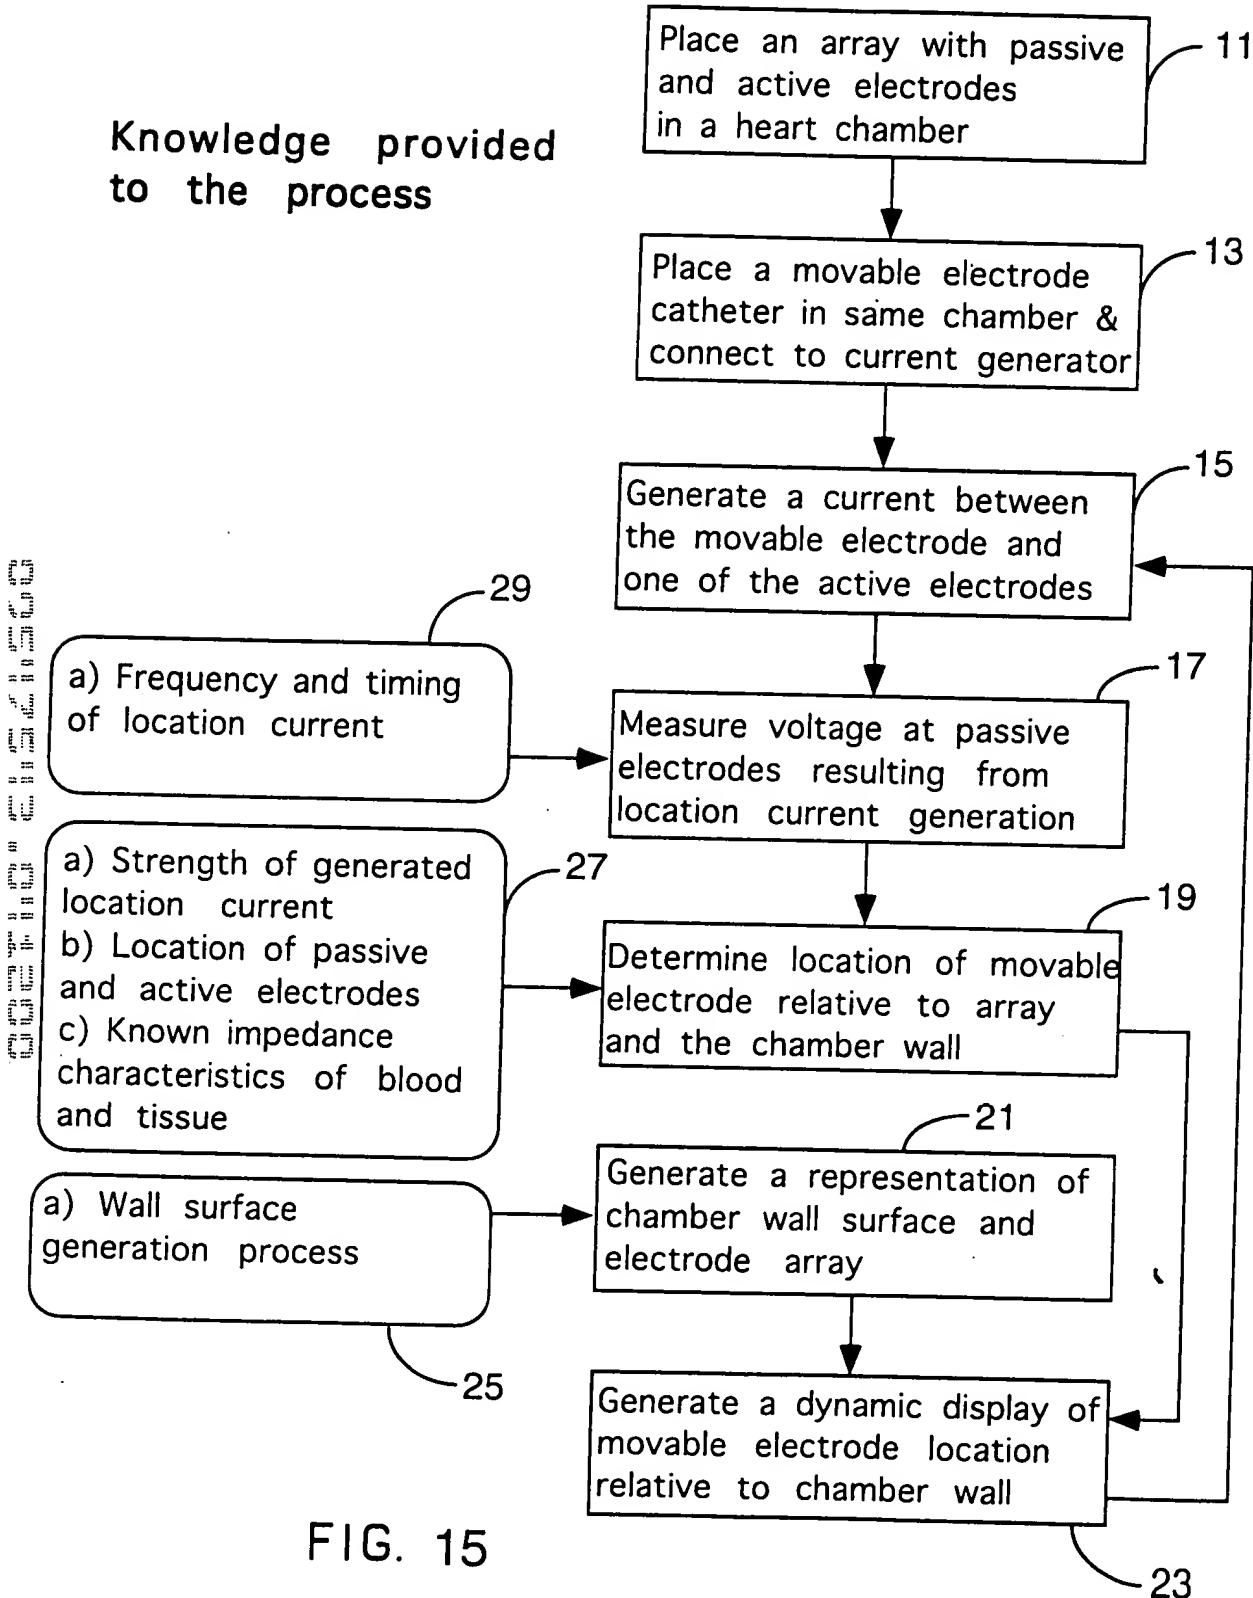 Place an array with passive
and active electrodes
in a heart chamber
11
Knowledge provided
to the process
Place a movable electrode
catheter in same chamber &
connect to current generator
13
Generate a current between
the movable electrode and
one of the active electrodes
15
29
a) Frequency and timing
of location current
Measure voltage at passive
electrodes resulting from
location current generation
17
a) Strength of generated
location current
b) Location of passive
and active electrodes
c) Known impedance
characteristics of blood
and tissue
27
Determine location of movable
electrode relative to array
and the chamber wall
19
a) Wall surface
generation process
25
Generate a representation of
chamber wall surface and
electrode array
21
Generate a dynamic display of
movable electrode location
relative to chamber wall
23
FIG. 15